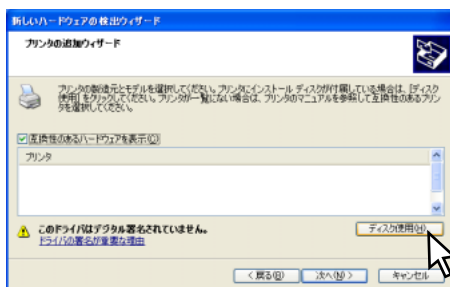 新しいハードウェアの検出ウィザード
プリンタの追加ウィザード
プリンタの製造元とモデルを選択してください。プリンタにインストール ディスクが付属している場合は、[ディスク
使用] をクリックしてください。プリンタが一覧にない場合は、プリンタのマニュアルを参照して互換性のあるプリン
タを選択してください。
互換性のあるハードウェアを表示(C)
プリンタ
このドライバはデジタル署名されていません。
ディスク使用(H)...
ドライバの署名が重要な理由
< 戻る(B)
次へ(N) >
キャンセル